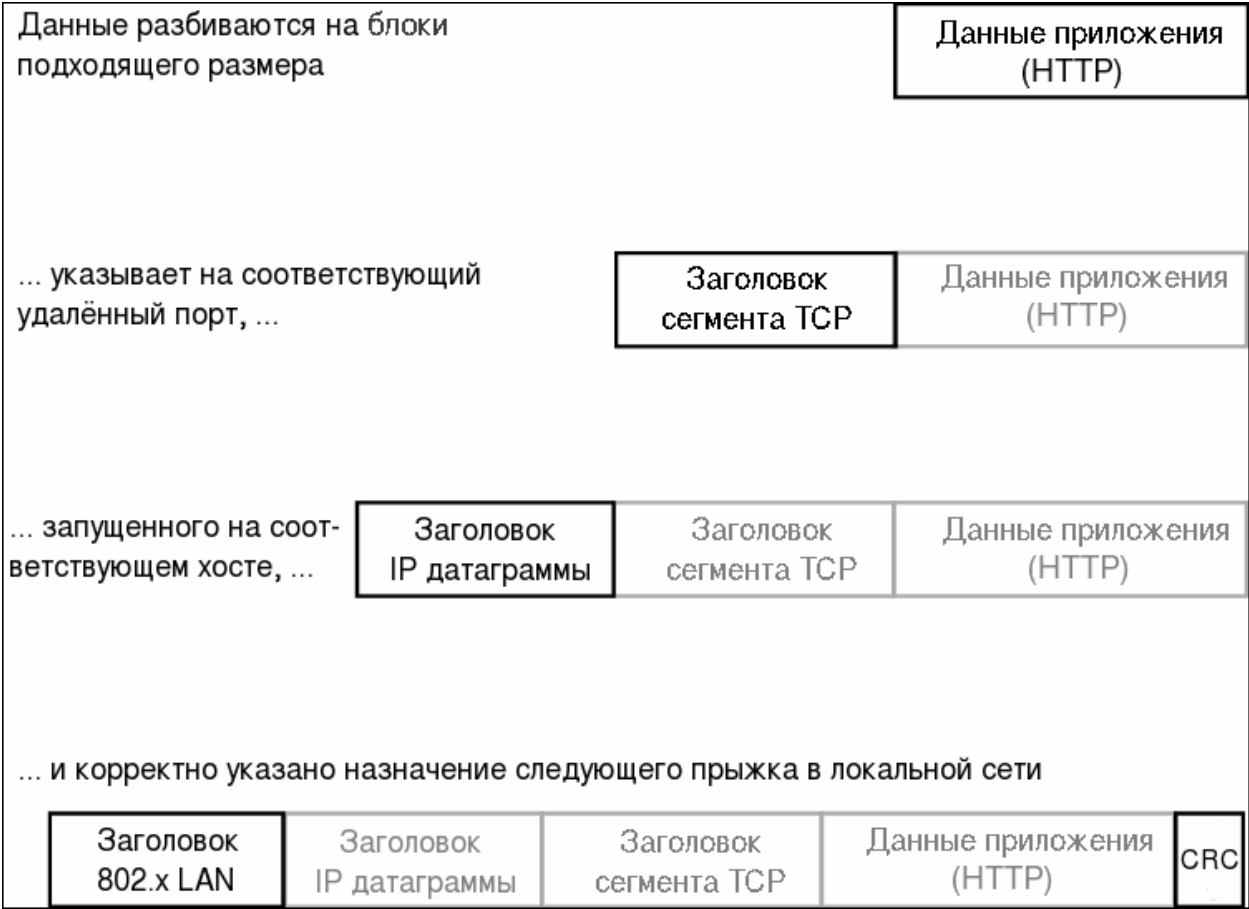 Данные разбиваются на блоки
подходящего размера
Данные приложения
(HTTP)
... указывает на соответствующий
удалённый порт, ...
Заголовок
сегмента TCP
Данные приложения
(HTTP)
... запущенного на соот-
ветствующем хосте, ...
Заголовок
IP датаграммы
Заголовок
сегмента TCP
Данные приложения
(HTTP)
... и корректно указано назначение следующего прыжка в локальной сети
Заголовок
802.x LAN
Заголовок
IP датаграммы
Заголовок
сегмента TCP
Данные приложения
(HTTP)
CRC